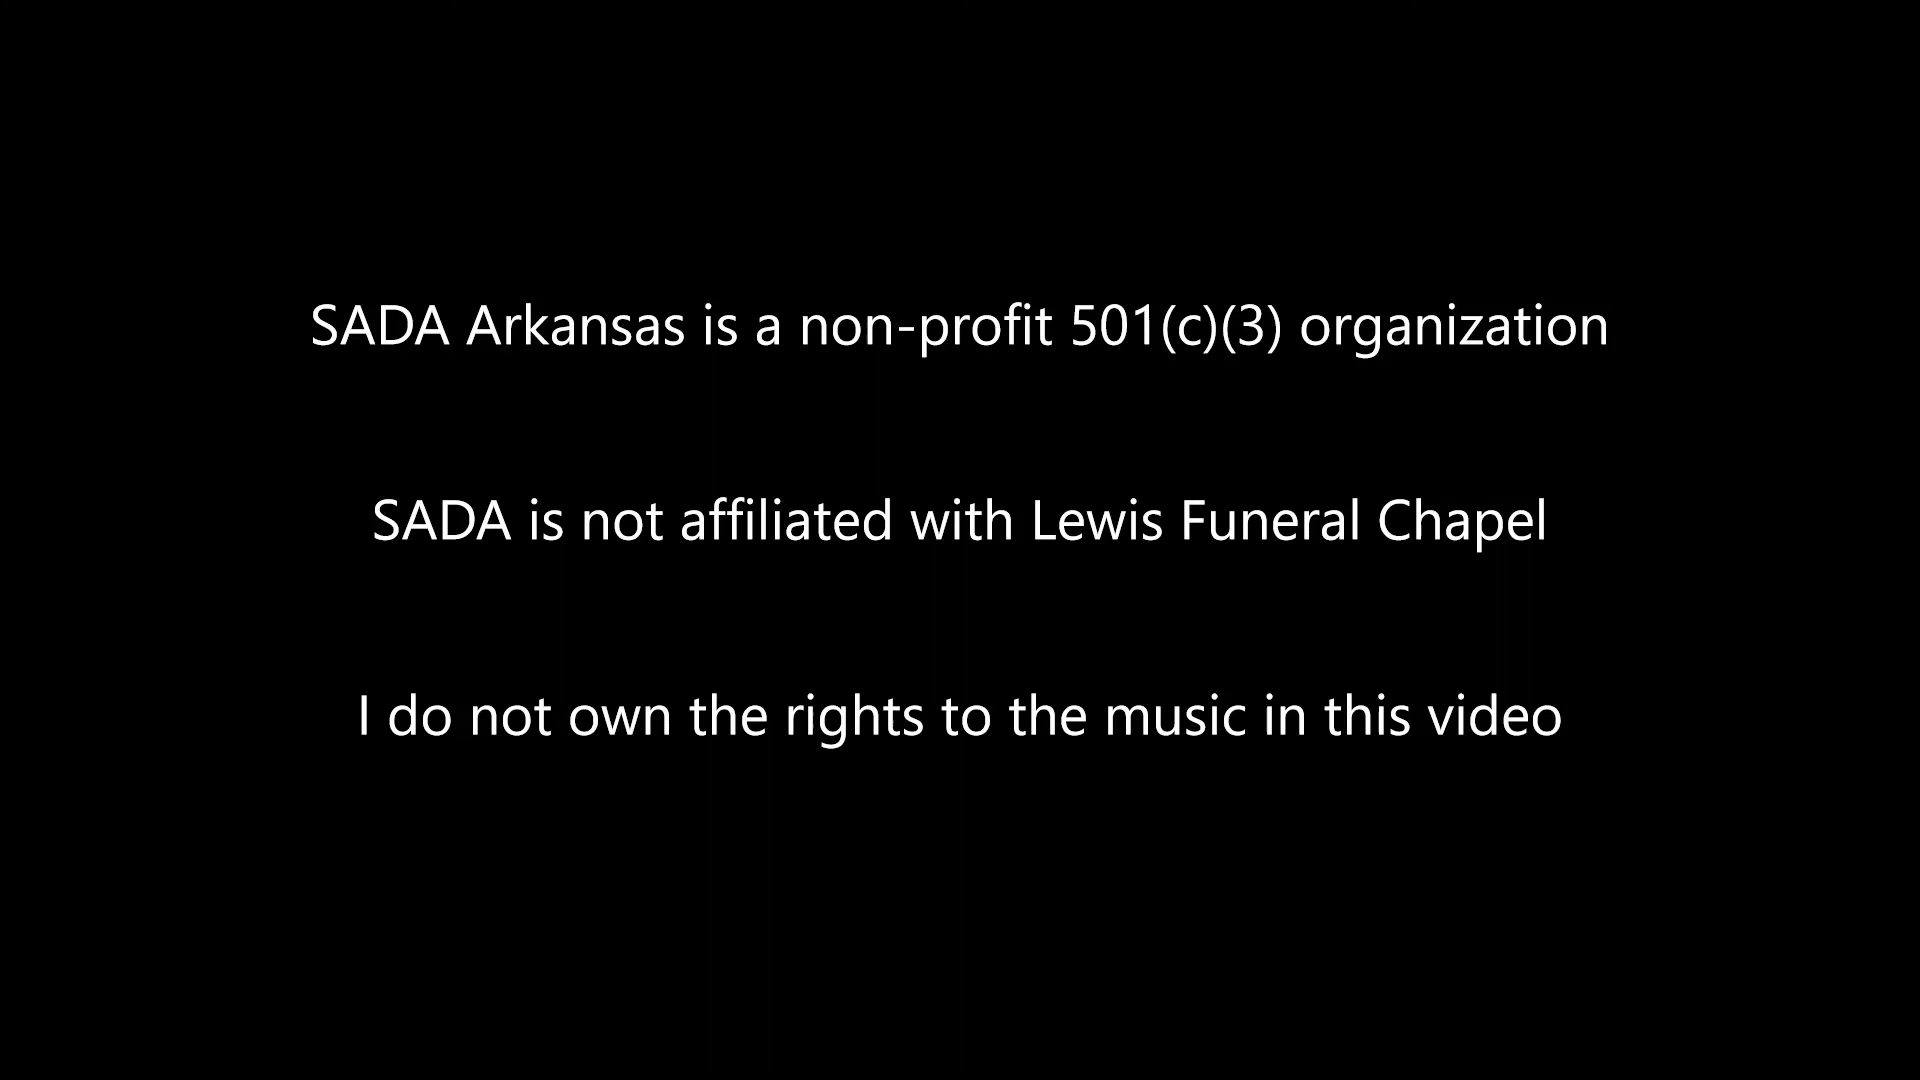 SADA Arkansas is a non-profit 501(c)(3) organization
SADA is not affiliated with Lewis Funeral Chapel
I do not own the rights to the music in this video